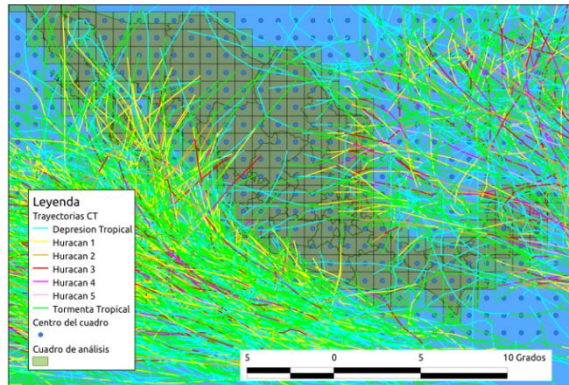 Leyenda
Trayectorias CT
Depresion Tropical
Huracan 1
Huracan 2
Huracan 3
Huracan 4
Huracan 5
Tormenta Tropical
Centro del cuadro
Cuadro de análisis
5 0 5 10 Grados